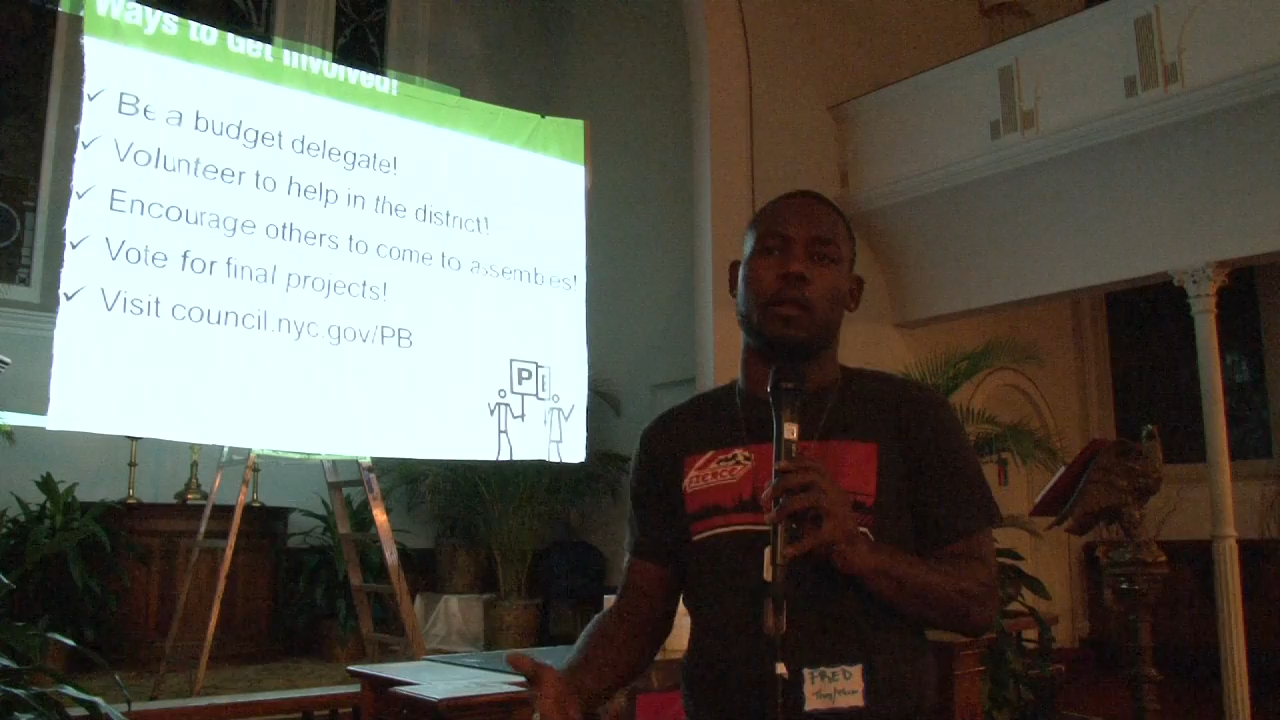 Ways to Get Involved!
✓ Be a budget delegate!
✓ Volunteer to help in the district!
✓ Encourage others to come to assemblies!
✓ Vote for final projects!
✓ Visit council.nyc.gov/PB
PB
FIERCE
FRED